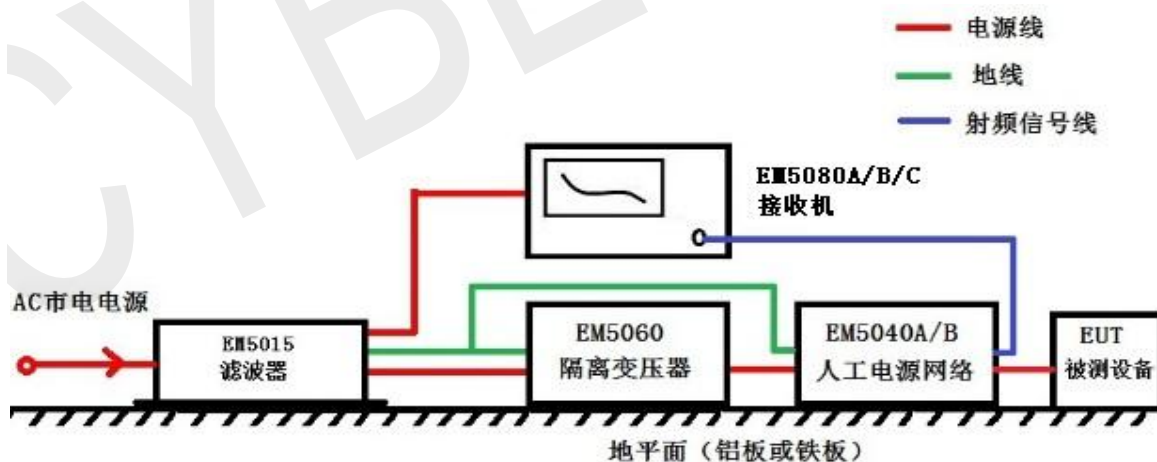 CYBE
电源线
地线
射频信号线
EM5080A/B/C
接收机
AC市电电源
EM5015
滤波器
EM5060
隔离变压器
EM5040A/B
人工电源网络
EUT
被测设备
地平面（铝板或铁板）